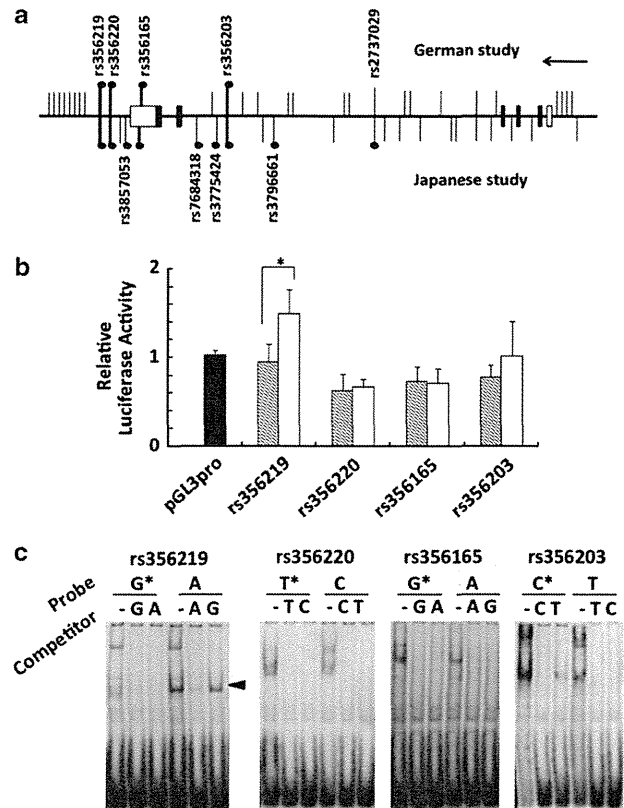 a
rs356219
rs356220
rs356165
rs356203
rs2737029
German study
rs3857053
rs7684318
rs3775424
rs3796661
Japanese study
b
Relative
Luciferase Activity
2
1
0
*
pGL3pro
rs356219
rs356220
rs356165
rs356203
c
rs356219 rs356220 rs356165 rs356203
Probe G* A T* C G* A C* T
Competitor - G A - A G - T C - C T - G A - A G - C T - T C